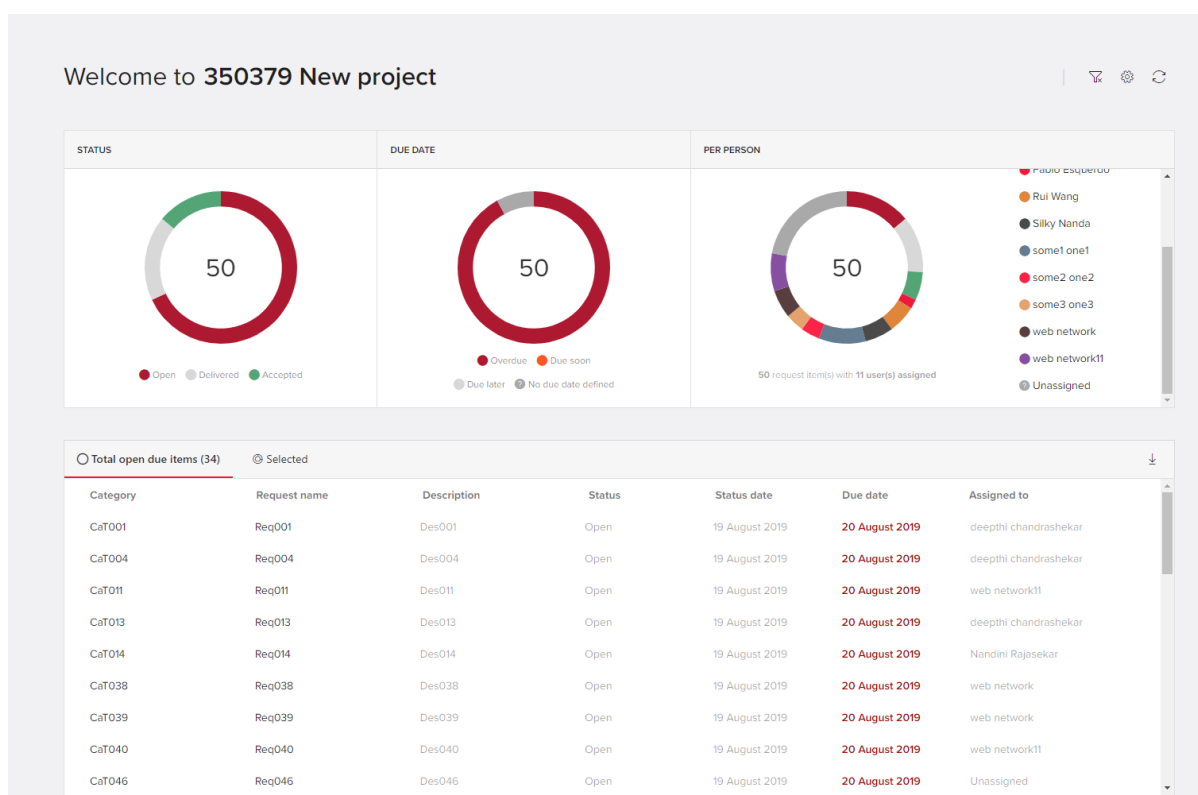 Welcome to 350379 New project
STATUS
DUE DATE
PER PERSON
50
Open Delivered Accepted
50
Overdue Due soon
Due later ? No due date defined
50
50 request item(s) with 11 user(s) assigned
Fabio Esquerdo
Rui Wang
Silky Nanda
some1 one1
some2 one2
some3 one3
web network
web network11
? Unassigned
Total open due items (34) Selected
Category Request name Description Status Status date Due date Assigned to
CaT001 Req001 Des001 Open 19 August 2019 20 August 2019 deepthi chandrashekar
CaT004 Req004 Des004 Open 19 August 2019 20 August 2019 deepthi chandrashekar
CaT011 Req011 Des011 Open 19 August 2019 20 August 2019 web network11
CaT013 Req013 Des013 Open 19 August 2019 20 August 2019 deepthi chandrashekar
CaT014 Req014 Des014 Open 19 August 2019 20 August 2019 Nandini Rajasekar
CaT038 Req038 Des038 Open 19 August 2019 20 August 2019 web network
CaT039 Req039 Des039 Open 19 August 2019 20 August 2019 web network
CaT040 Req040 Des040 Open 19 August 2019 20 August 2019 web network11
CaT046 Req046 Des046 Open 19 August 2019 20 August 2019 Unassigned